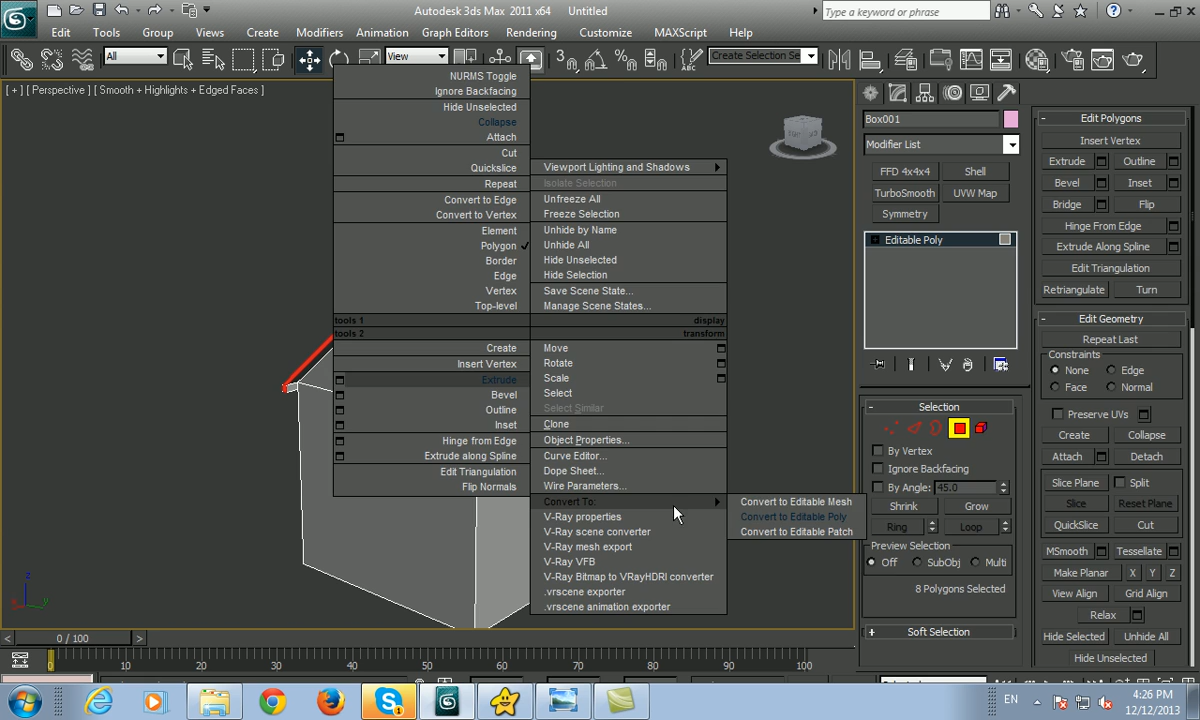 Autodesk 3ds Max 2011 x64 Untitled
Type a keyword or phrase
Edit Tools Group Views Create Modifiers Animation Graph Editors Rendering Customize MAXScript Help
All
View
3
Create Selection Se
[ + ] [ Perspective ] [ Smooth + Highlights + Edged Faces ]
NURMS Toggle
Ignore Backfacing
Hide Unselected
Collapse
Attach
Cut
Quickslice
Repeat
Convert to Edge
Convert to Vertex
Element
Polygon
Border
Edge
Vertex
Top-level
tools 1
tools 2
Create
Insert Vertex
Extrude
Bevel
Outline
Inset
Hinge from Edge
Extrude along Spline
Edit Triangulation
Flip Normals
Viewport Lighting and Shadows
Isolate Selection
Unfreeze All
Freeze Selection
Unhide by Name
Unhide All
Hide Unselected
Hide Selection
Save Scene State...
Manage Scene States...
display
transform
Move
Rotate
Scale
Select
Select Similar
Clone
Object Properties...
Curve Editor...
Dope Sheet...
Wire Parameters...
Convert To:
V-Ray properties
V-Ray scene converter
V-Ray mesh export
V-Ray VFB
V-Ray Bitmap to VRayHDRI converter
.vrscene exporter
.vrscene animation exporter
Convert to Editable Mesh
Convert to Editable Poly
Convert to Editable Patch
Box001
Modifier List
FFD 4x4x4 Shell
TurboSmooth UVW Map
Symmetry
Editable Poly
Selection
By Vertex
Ignore Backfacing
By Angle: 45.0
Shrink Grow
Ring Loop
Preview Selection
Off SubObj Multi
8 Polygons Selected
Soft Selection
Edit Polygons
Insert Vertex
Extrude Outline
Bevel Inset
Bridge Flip
Hinge From Edge
Extrude Along Spline
Edit Triangulation
Retriangulate Turn
Edit Geometry
Repeat Last
Constraints
None Edge
Face Normal
Preserve UVs
Create Collapse
Attach Detach
Slice Plane Split
Slice Reset Plane
QuickSlice Cut
MSmooth Tessellate
Make Planar X Y Z
View Align Grid Align
Relax
Hide Selected Unhide All
Hide Unselected
z
0 / 100
0 10 20 30 40 50 60 70 80 90 100
EN
4:26 PM
12/12/2013